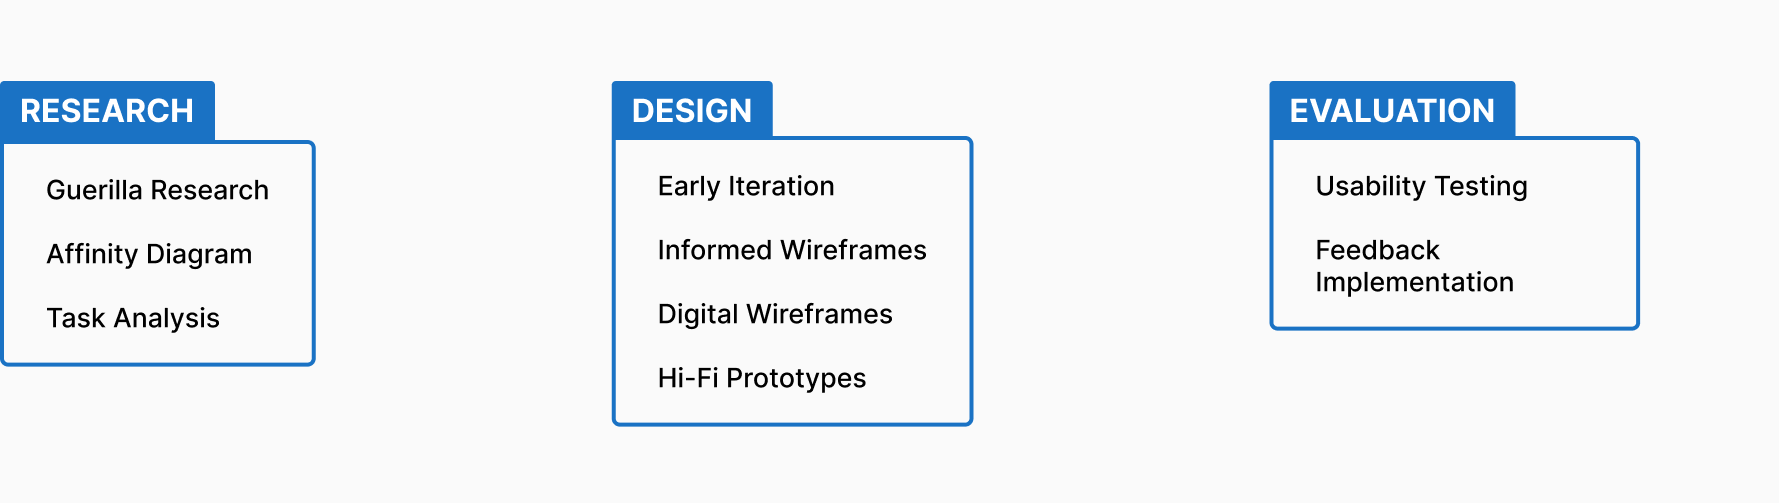 RESEARCH
Guerilla Research
Affinity Diagram
Task Analysis
DESIGN
Early Iteration
Informed Wireframes
Digital Wireframes
Hi-Fi Prototypes
EVALUATION
Usability Testing
Feedback
Implementation